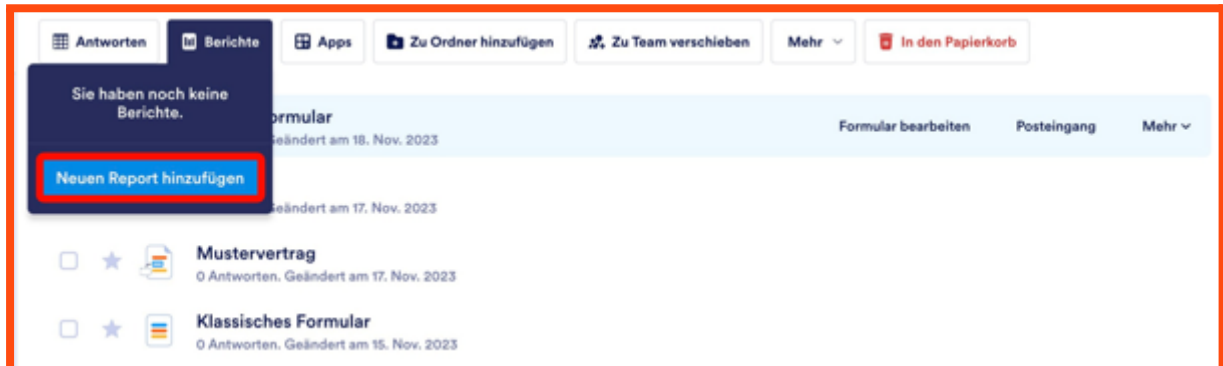 Antworten Berichte Apps Zu Ordner hinzufügen Zu Team verschieben Mehr In den Papierkorb
Sie haben noch keine
Berichte.
ormular Formular bearbeiten Posteingang Mehr
Geändert am 18. Nov. 2023
Neuen Report hinzufügen
Geändert am 17. Nov. 2023
Mustervertrag
0 Antworten. Geändert am 17. Nov. 2023
Klassisches Formular
0 Antworten. Geändert am 15. Nov. 2023